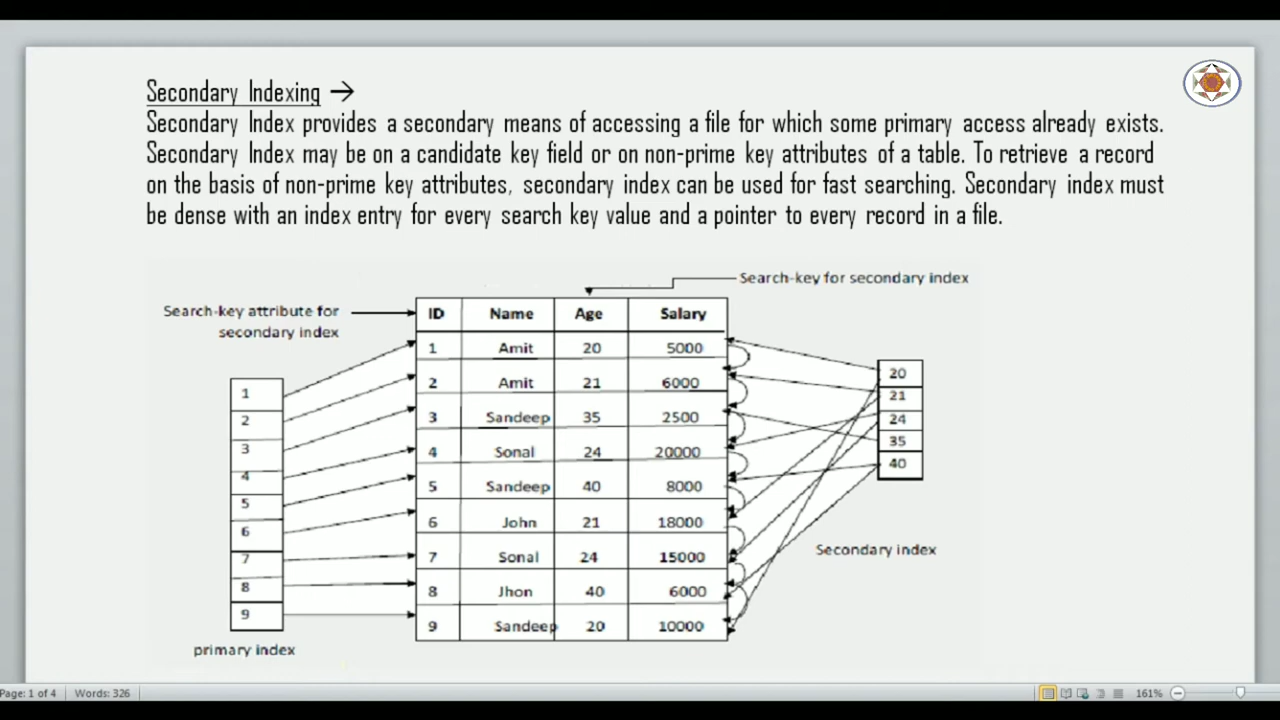 Secondary Indexing →
Secondary Index provides a secondary means of accessing a file for which some primary access already exists.
Secondary Index may be on a candidate key field or on non-prime key attributes of a table. To retrieve a record
on the basis of non-prime key attributes, secondary index can be used for fast searching. Secondary index must
be dense with an index entry for every search key value and a pointer to every record in a file.
Search-key for secondary index
Search-key attribute for
secondary index
ID Name Age Salary
1 Amit 20 5000
2 Amit 21 6000
3 Sandeep 35 2500
4 Sonal 24 20000
5 Sandeep 40 8000
6 John 21 18000
7 Sonal 24 15000
8 Jhon 40 6000
9 Sandeep 20 10000
1
2
3
4
5
6
7
8
9
primary index
20
21
24
35
40
Secondary index
Page: 1 of 4 Words: 326 161%